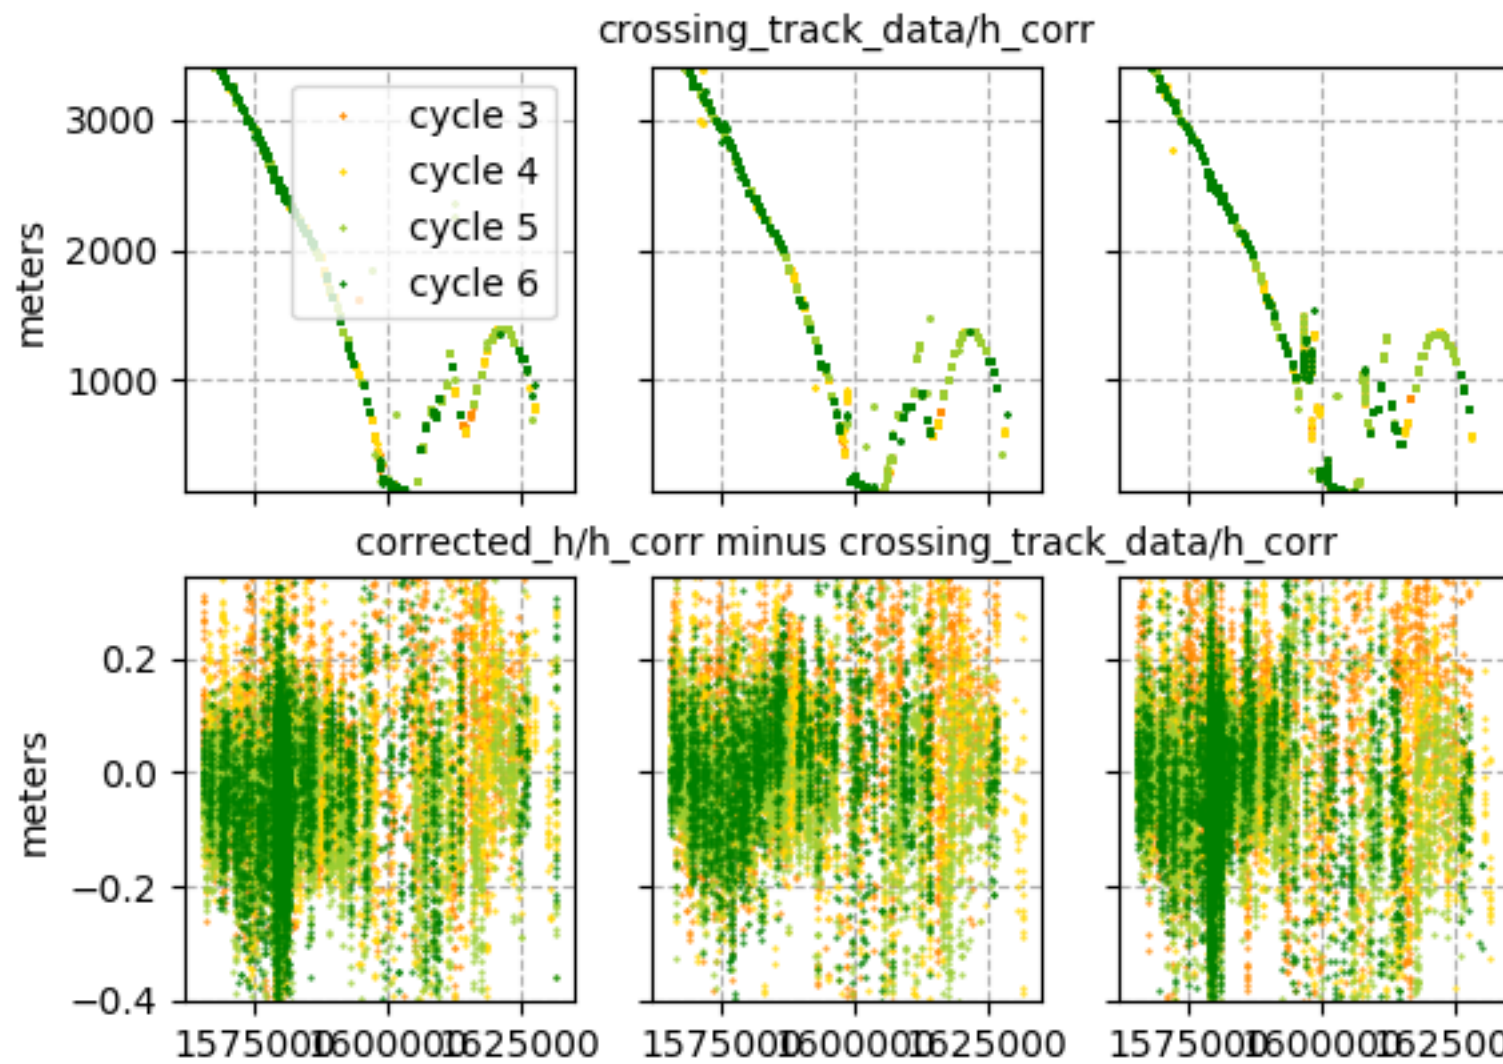 crossing_track_data/h_corr
3000
2000
1000
meters
cycle 3
cycle 4
cycle 5
cycle 6
corrected_h/h_corr minus crossing_track_data/h_corr
0.2
0.0
−0.2
−0.4
meters
1575000 1600000 1625000 1575000 1600000 1625000 1575000 1600000 1625000